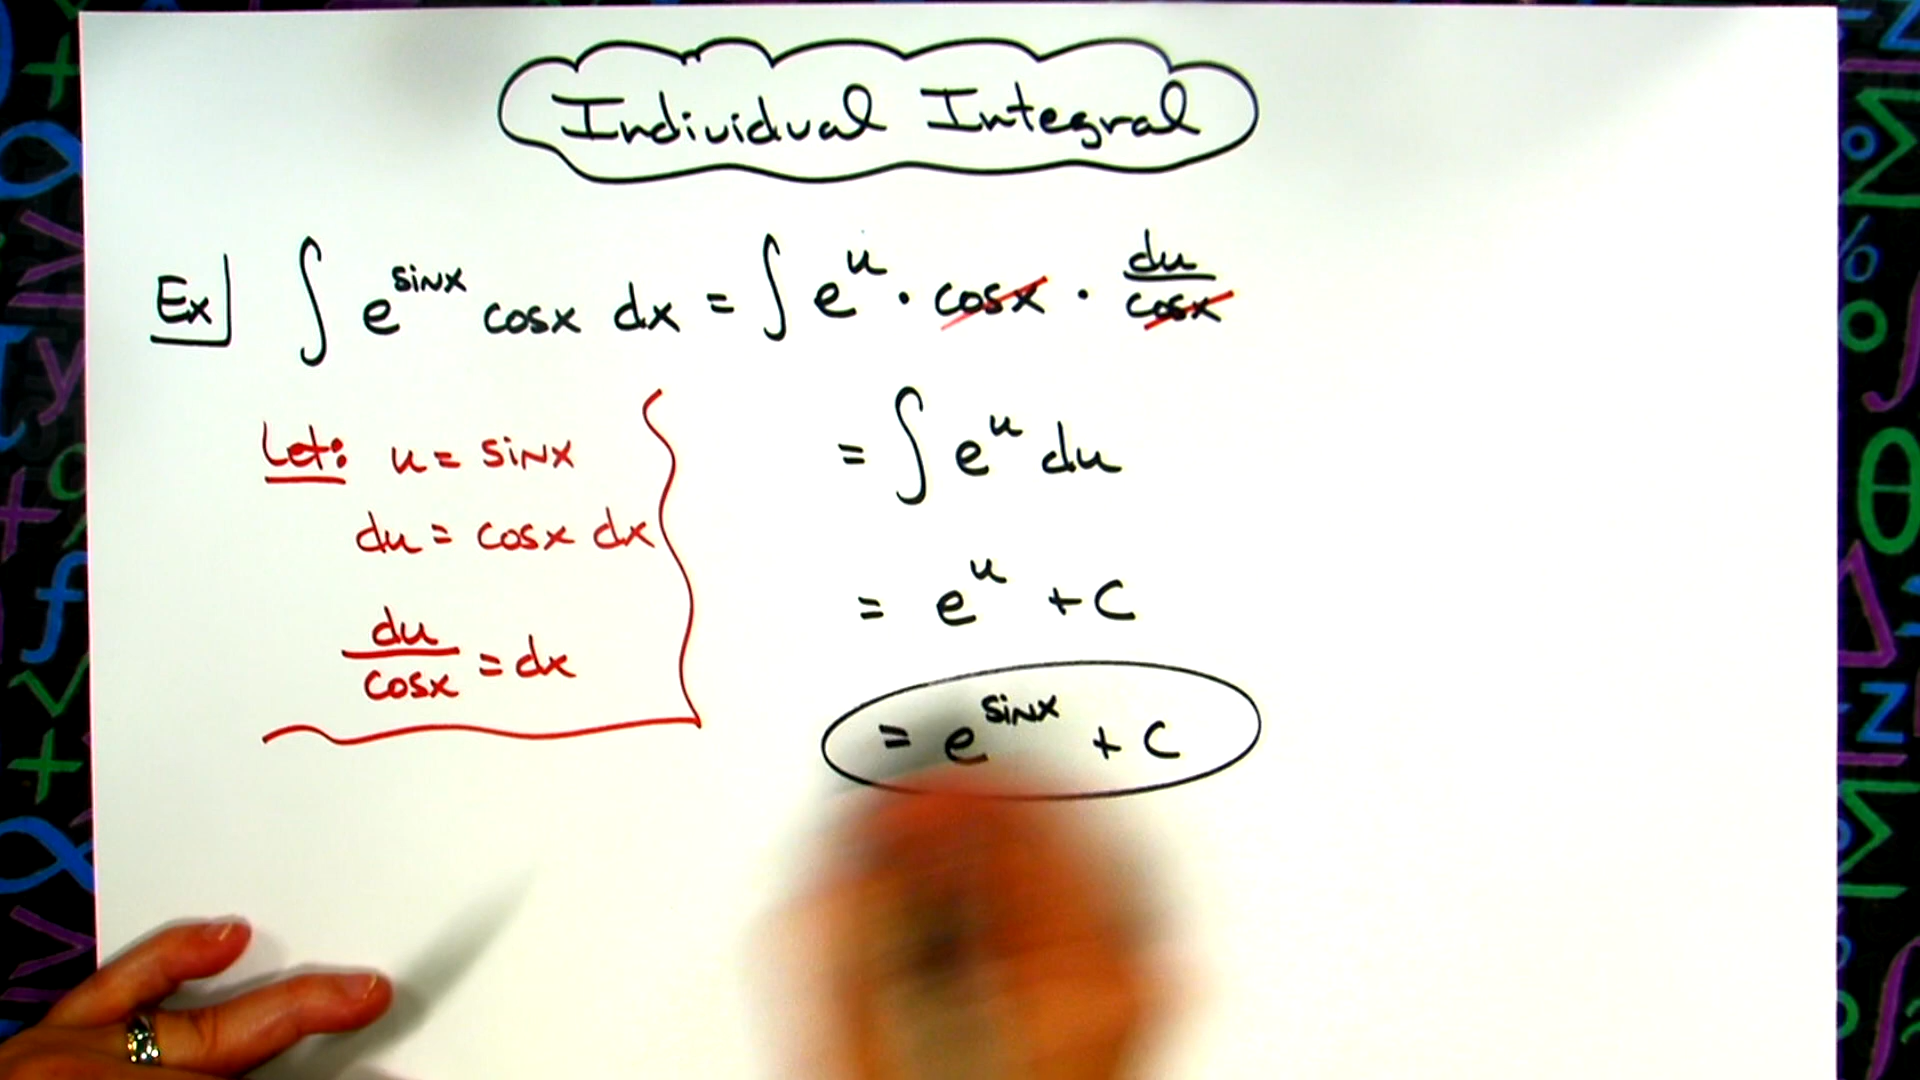 Individual Integral
Ex ∫ e^sinx cosx dx = ∫ e^u · cosx · du/cosx
Let: u = sinx
du = cosx dx
du/cosx = dx
= ∫ e^u du
= e^u + C
= e^sinx + C